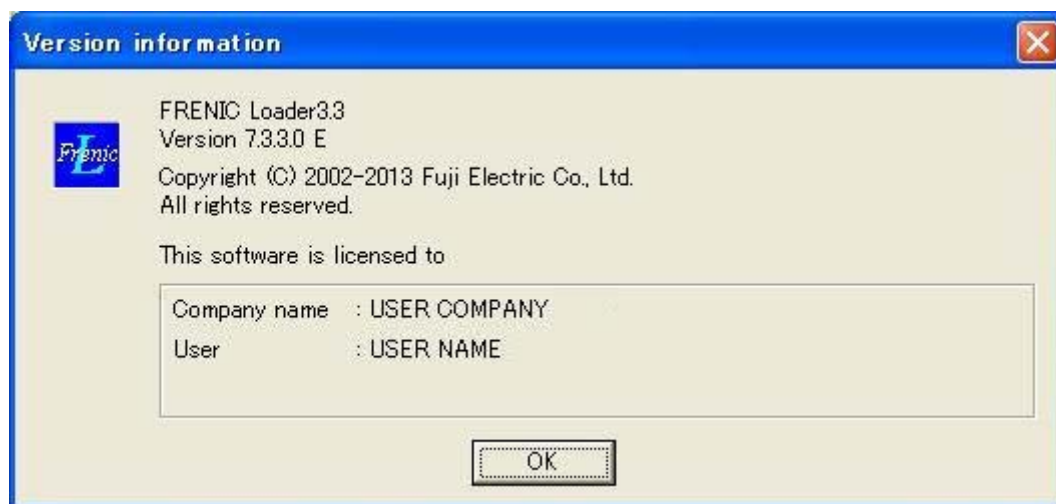 Version information
FRENIC Loader3.3
Version 7.3.3.0 E
Frenic
L
Copyright (C) 2002-2013 Fuji Electric Co., Ltd.
All rights reserved.
This software is licensed to
Company name : USER COMPANY
User : USER NAME
OK